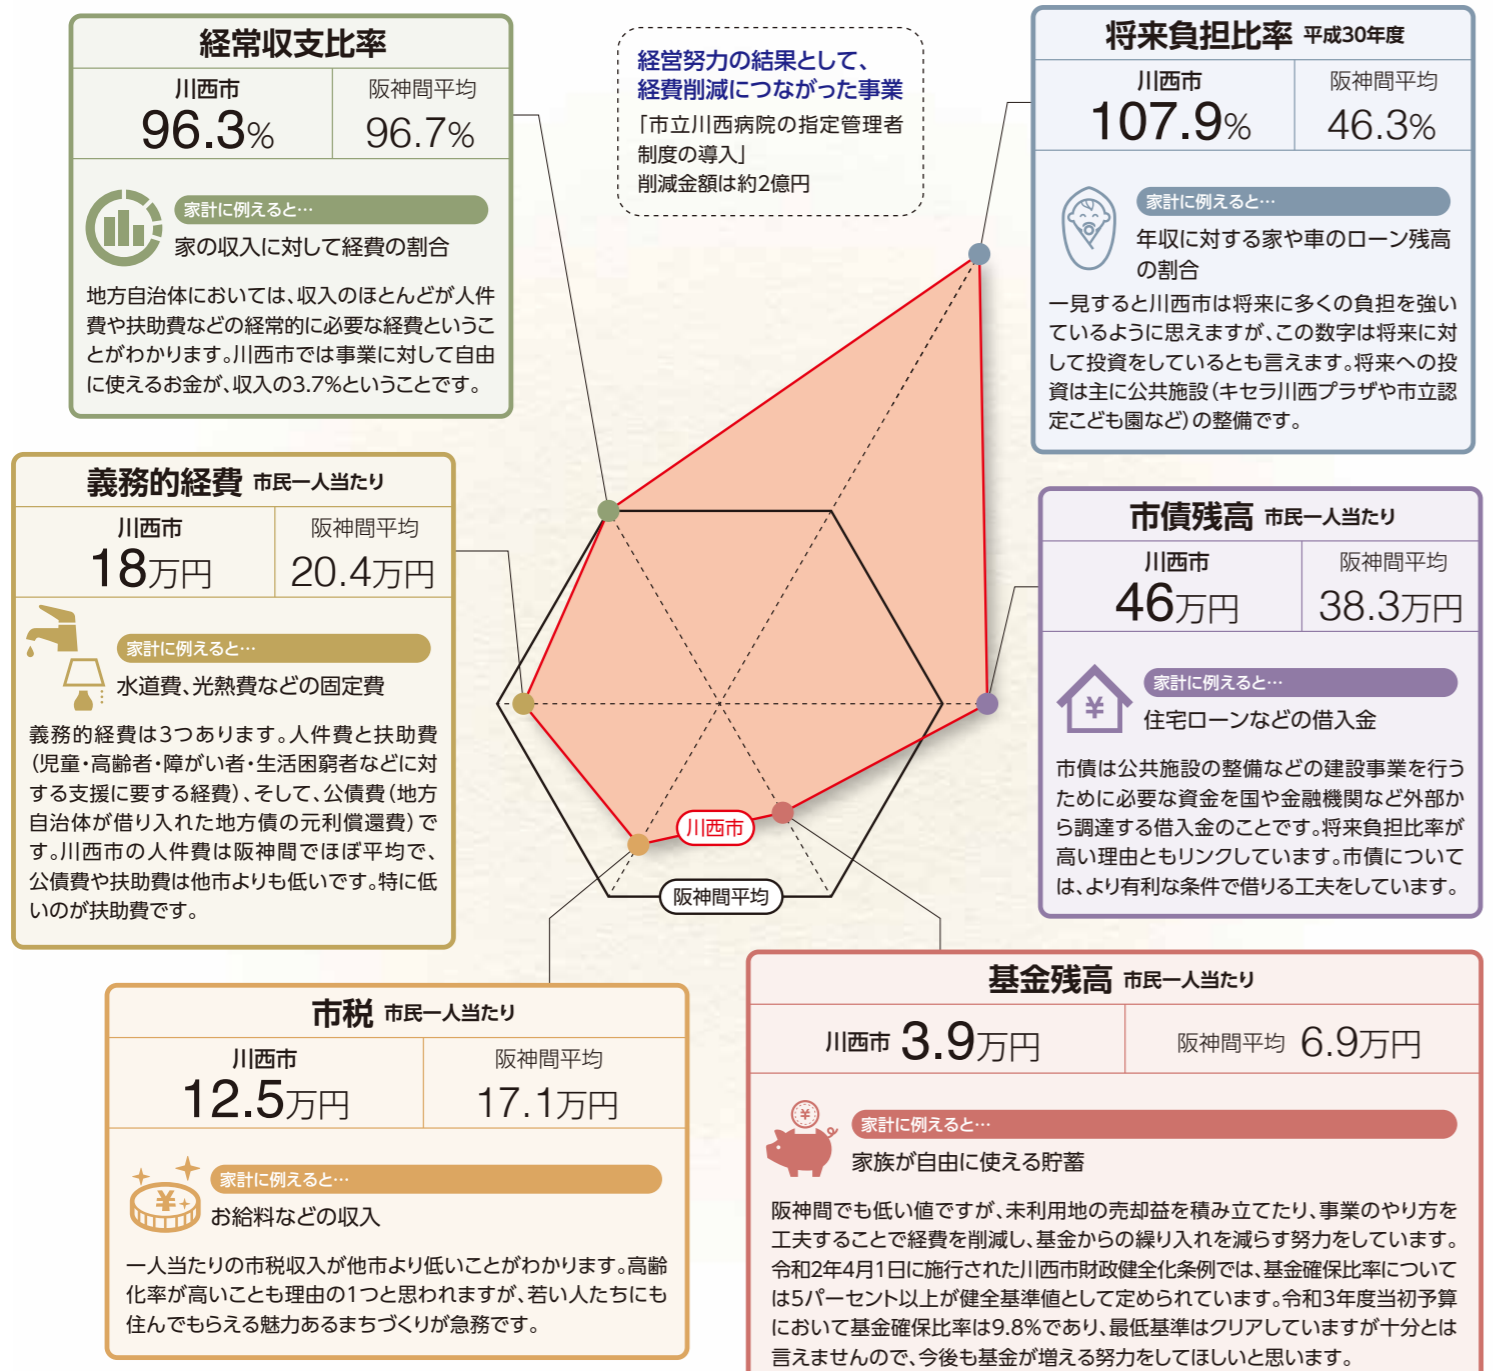 経常収支比率
川西市
96.3%
阪神間平均
96.7%
家計に例えると…
家の収入に対して経費の割合
地方自治体においては、収入のほとんどが人件
費や扶助費などの経常的に必要な経費というこ
とがわかります。川西市では事業に対して自由
に使えるお金が、収入の3.7%ということです。
経営努力の結果として、
経費削減につながった事業
「市立川西病院の指定管理者
制度の導入」
削減金額は約2億円
将来負担比率 平成30年度
川西市
107.9%
阪神間平均
46.3%
家計に例えると…
年収に対する家や車のローン残高
の割合
一見すると川西市は将来に多くの負担を強い
ているように思えますが、この数字は将来に対
して投資をしているとも言えます。将来への投
資は主に公共施設(キセラ川西プラザや市立認
定こども園など)の整備です。
義務的経費 市民一人当たり
川西市
18万円
阪神間平均
20.4万円
家計に例えると…
水道費、光熱費などの固定費
義務的経費は3つあります。人件費と扶助費
(児童・高齢者・障がい者・生活困窮者などに対
する支援に要する経費)、そして、公債費(地方
自治体が借り入れた地方債の元利償還費)で
す。川西市の人件費は阪神間でほぼ平均で、
公債費や扶助費は他市よりも低いです。特に低
いのが扶助費です。
市債残高 市民一人当たり
川西市
46万円
阪神間平均
38.3万円
¥
家計に例えると…
住宅ローンなどの借入金
市債は公共施設の整備などの建設事業を行う
ために必要な資金を国や金融機関など外部か
ら調達する借入金のことです。将来負担比率が
高い理由ともリンクしています。市債について
は、より有利な条件で借りる工夫をしています。
川西市
阪神間平均
市税 市民一人当たり
川西市
12.5万円
阪神間平均
17.1万円
¥
家計に例えると…
お給料などの収入
一人当たりの市税収入が他市より低いことがわかります。高齢
化率が高いことも理由の1つと思われますが、若い人たちにも
住んでもらえる魅力あるまちづくりが急務です。
基金残高 市民一人当たり
川西市 3.9万円
阪神間平均 6.9万円
¥
家計に例えると…
家族が自由に使える貯蓄
阪神間でも低い値ですが、未利用地の売却益を積み立てたり、事業のやり方を
工夫することで経費を削減し、基金からの繰り入れを減らす努力をしています。
令和2年4月1日に施行された川西市財政健全化条例では、基金確保比率について
は5パーセント以上が健全基準値として定められています。令和3年度当初予算
において基金確保比率は9.8%であり、最低基準はクリアしていますが十分とは
言えませんので、今後も基金が増える努力をしてほしいと思います。